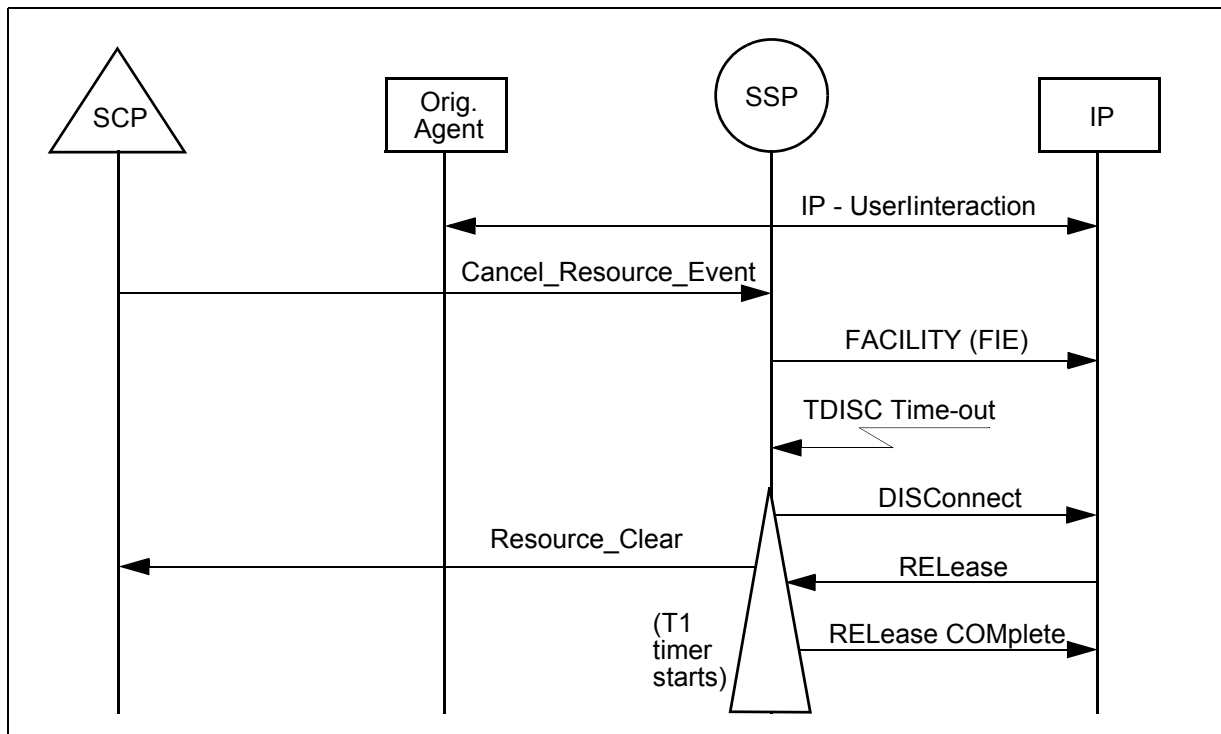 SCP
Orig.
Agent
SSP
IP
IP - UserIinteraction
Cancel_Resource_Event
FACILITY (FIE)
TDISC Time-out
DISConnect
Resource_Clear
RELease
(T1
timer
starts)
RELease COMplete